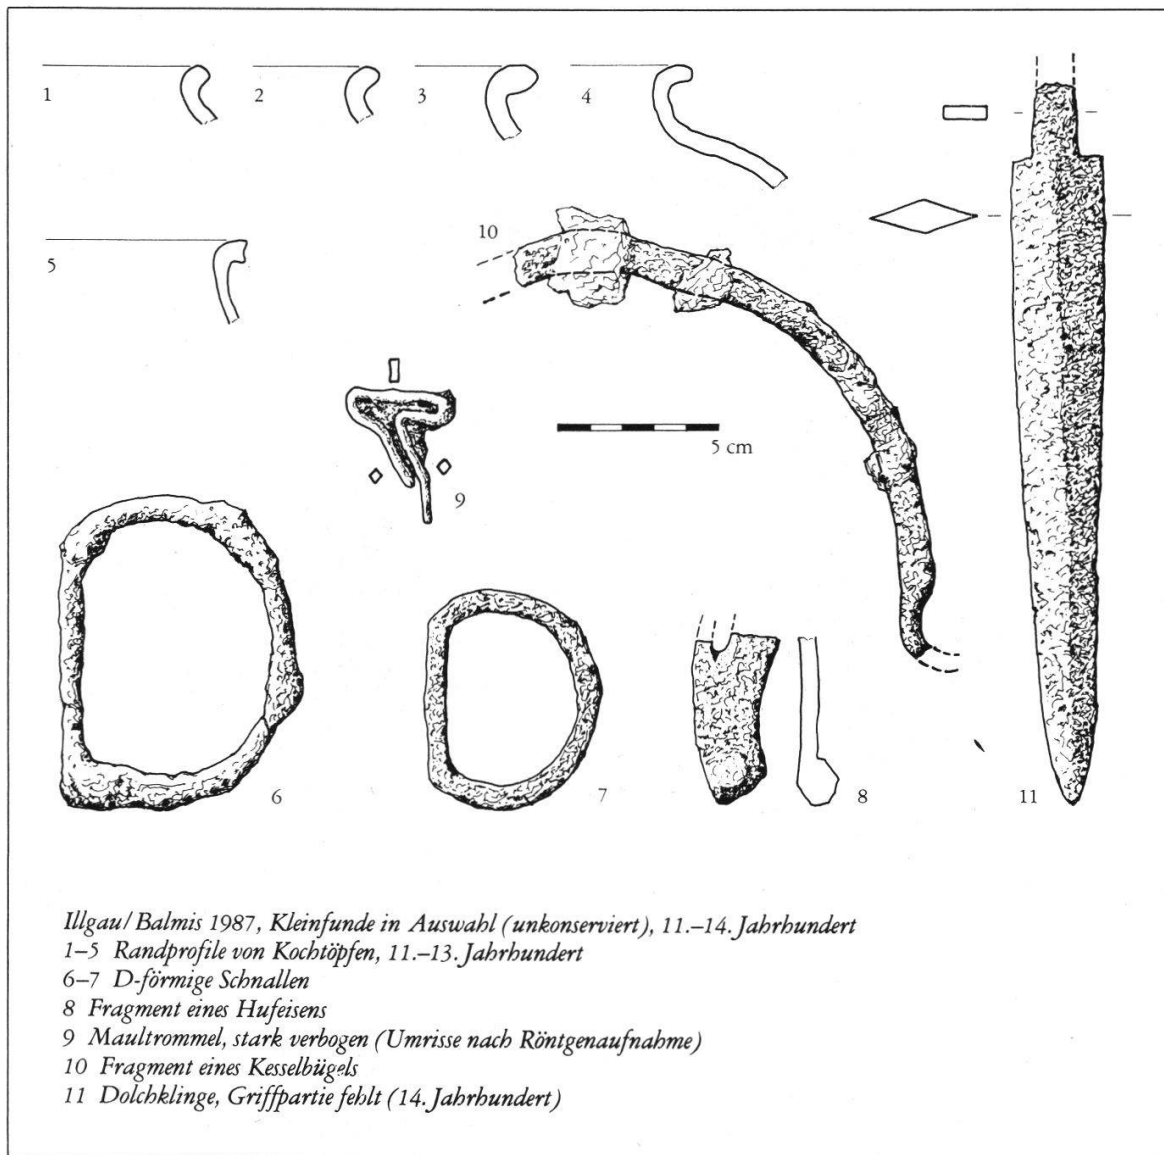 1
2
3
4
5
10
5 cm
9
6
7
8
11
Illgau/Balmis 1987, Kleinfunde in Auswahl (unkonserviert), 11.–14. Jahrhundert
1–5 Randprofile von Kochtöpfen, 11.–13. Jahrhundert
6–7 D-förmige Schnallen
8 Fragment eines Hufeisens
9 Maultrommel, stark verbogen (Umrisse nach Röntgenaufnahme)
10 Fragment eines Kesselbügels
11 Dolchklinge, Griffpartie fehlt (14. Jahrhundert)